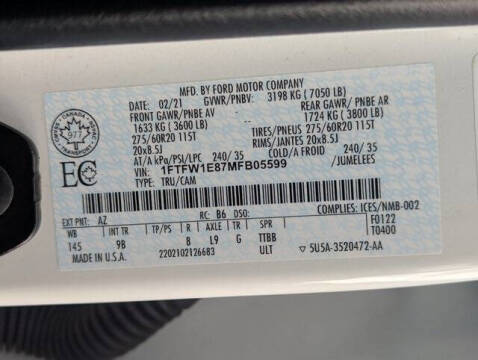 MFD. BY FORD MOTOR COMPANY
02/21 GVWR/PNBV: 3198 KG ( 7050 LB)
FRONT GAWR/ PNBE AV REAR GAWR/ PNBE AR
1633 KG ( 3600 LB) 1724 KG ( 3800 LB)
275/60R20 115T TIRES/PNEUS 275/60R20 115T
20x8.5J RIMS/JANTES 20x8.5J
AT/A kPa/PSI/LPC 240/ 35 240/ 35
VIN: 1FTFW1E87MFB05599 /JUMELEES
TYPE: TRU/CAM
CANADA
977
TRANSPORT
EC
COMPLIES: ICES/NMB-002
EXT PNT: AZ RC: B6 DSO: F0122
WB INT TR TP/PS R AXLE TR SPR T0400
145 9B 8 L9 G TTBB
MADE IN U.S.A. 2202102126683 ULT 5U5A-3520472-AA